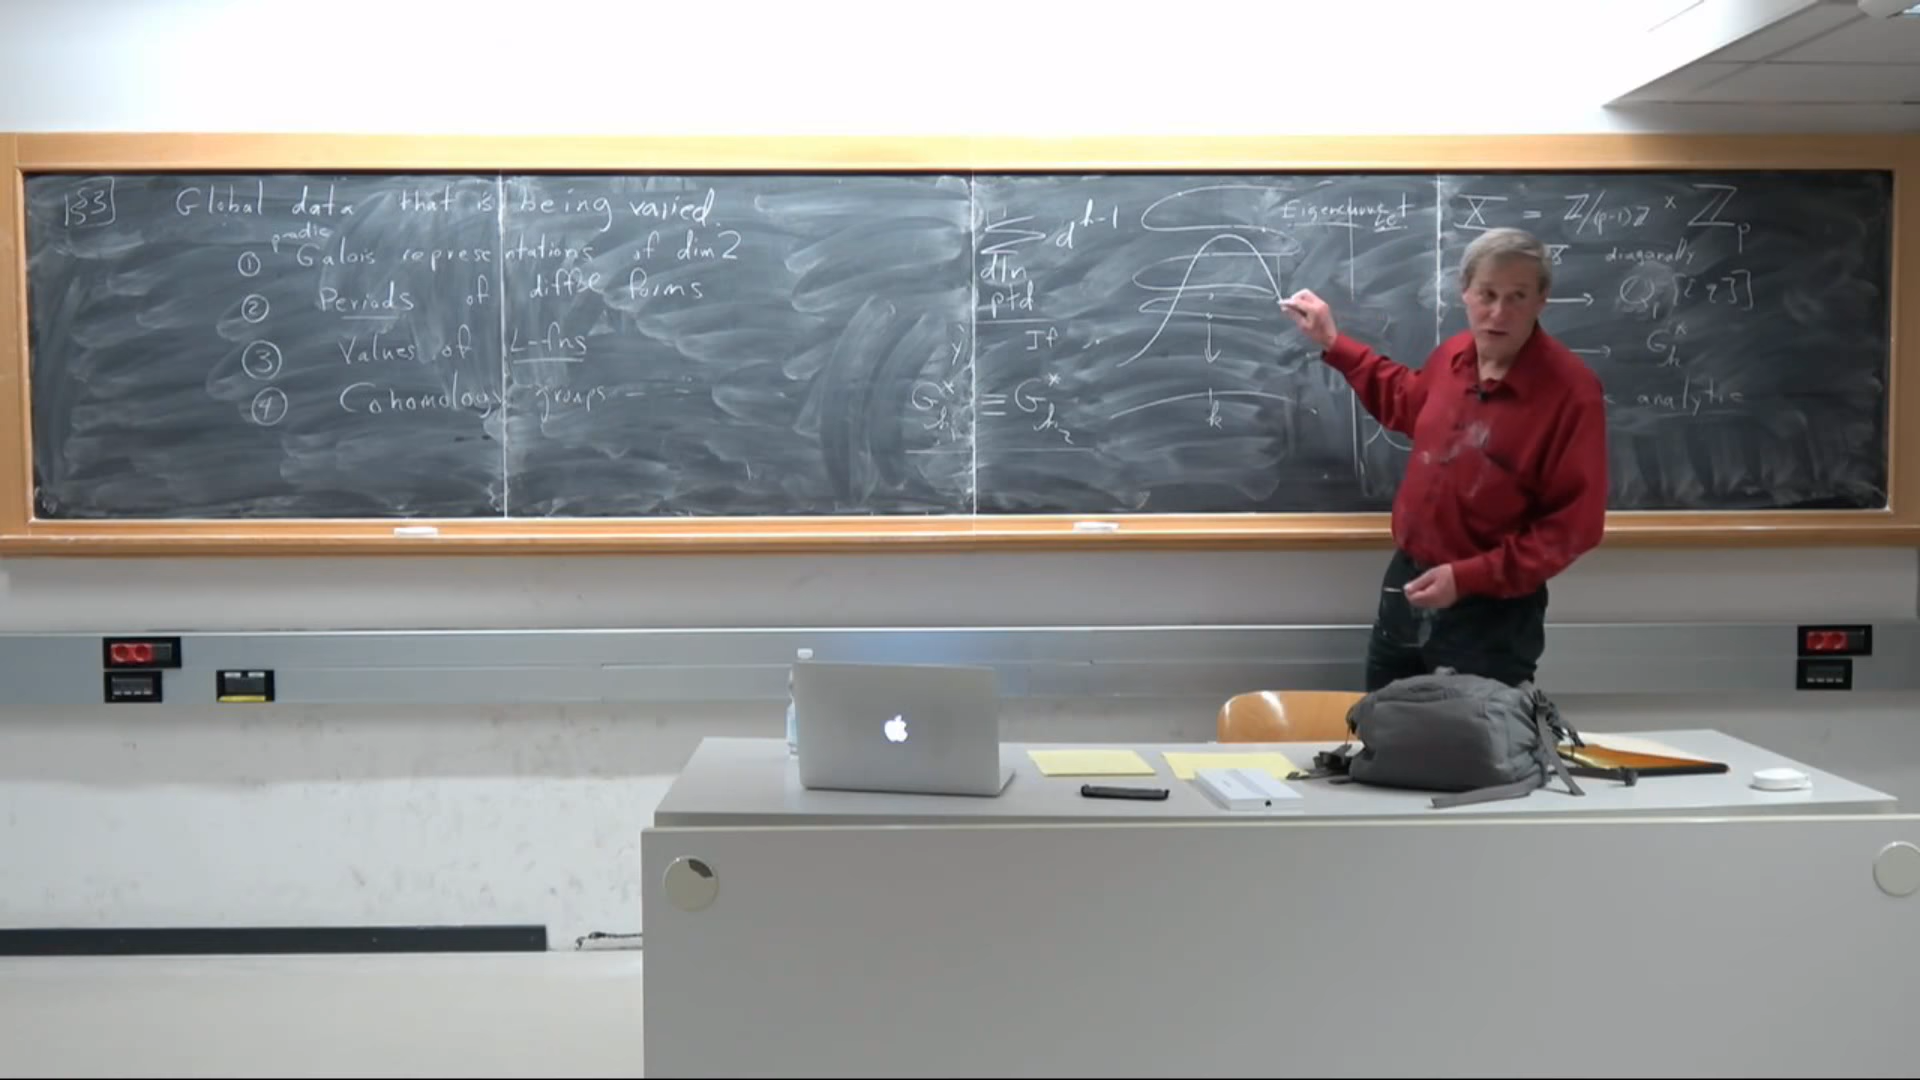 §3
Global data that is being varied.
p-adic
① Galois representations of dim 2
② Periods of diff'l forms
③ Values of L-fns
④ Cohomology groups
∑ d^{k-1}
d|n
p∤d
If
G*_{k_1} ≡ G*_{k_2}
Eigencurve
k
X = Z/(p-1)Z × Z_p
diagonally
→ Q_p[[q]]
→ G*_k
analytic